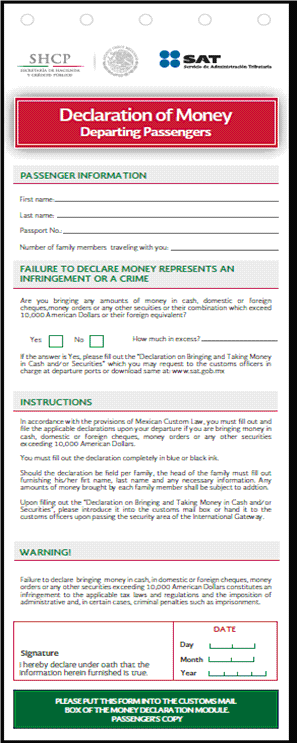 SHCP
SECRETARÍA DE HACIENDA
Y CRÉDITO PÚBLICO
SAT
Servicio de Administración Tributaria
Declaration of Money
Departing Passengers
PASSENGER INFORMATION
First name:
Last name:
Passport No.:
Number of family members traveling with you:
FAILURE TO DECLARE MONEY REPRESENTS AN
INFRINGEMENT OR A CRIME
Are you bringing any amounts of money in cash, domestic or foreign
cheques,money orders or any other securities or their combination which exceed
10,000 American Dollars or their foreign equivalent?
Yes No How much in excess?
If the answer is Yes, please fill out the "Declaration on Bringing and Taking Money
in Cash and/or Securities" which you may request to the customs officers in
charge at departure ports or download same at: www.sat.gob.mx
INSTRUCTIONS
In accordance with the provisions of Mexican Custom Law, you must fill out and
file the applicable declarations upon your departure if you are bringing money in
cash, domestic or foreign cheques, money orders or any other securities
exceeding 10,000 American Dollars.
You must fill out the declaration completely in blue or black ink.
Should the declaration be field per family, the head of the family must fill out
furnishing his/her firt name, last name and any necessary information. Any
amounts of money brought by each family member shall be subject to addtion.
Upon filling out the "Declaration on Bringing and Taking Money in Cash and/or
Securities", please introduce it into the customs mail box or hand it to the
customs officers upon passing the security area of the International Gateway.
WARNING!
Failure to declare bringing money in cash, domestic or foreign cheques, money
orders or any other securities exceeding 10,000 American Dollars constitutes an
infringement to the applicable tax laws and regulations and the imposition of
administrative and, in certain cases, criminal penalties such as imprisonment.
DATE
Day
Month
Year
Signature
I hereby declare under oath that the
information herein furnished is true.
PLEASE PUT THIS FORM INTO THE CUSTOMS MAIL
BOX OF THE MONEY DECLARATION MODULE.
PASSENGER'S COPY